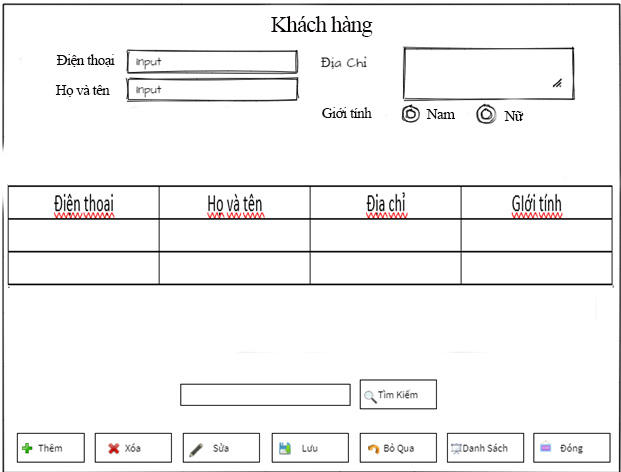 Khách hàng
Điện thoại input Địa Chỉ
Họ và tên input
Giới tính Nam Nữ
Điện thoai Họ và tên Địa chỉ GIới tính
Tìm Kiếm
Thêm Xóa Sửa Lưu Bỏ Qua Danh Sách Đóng